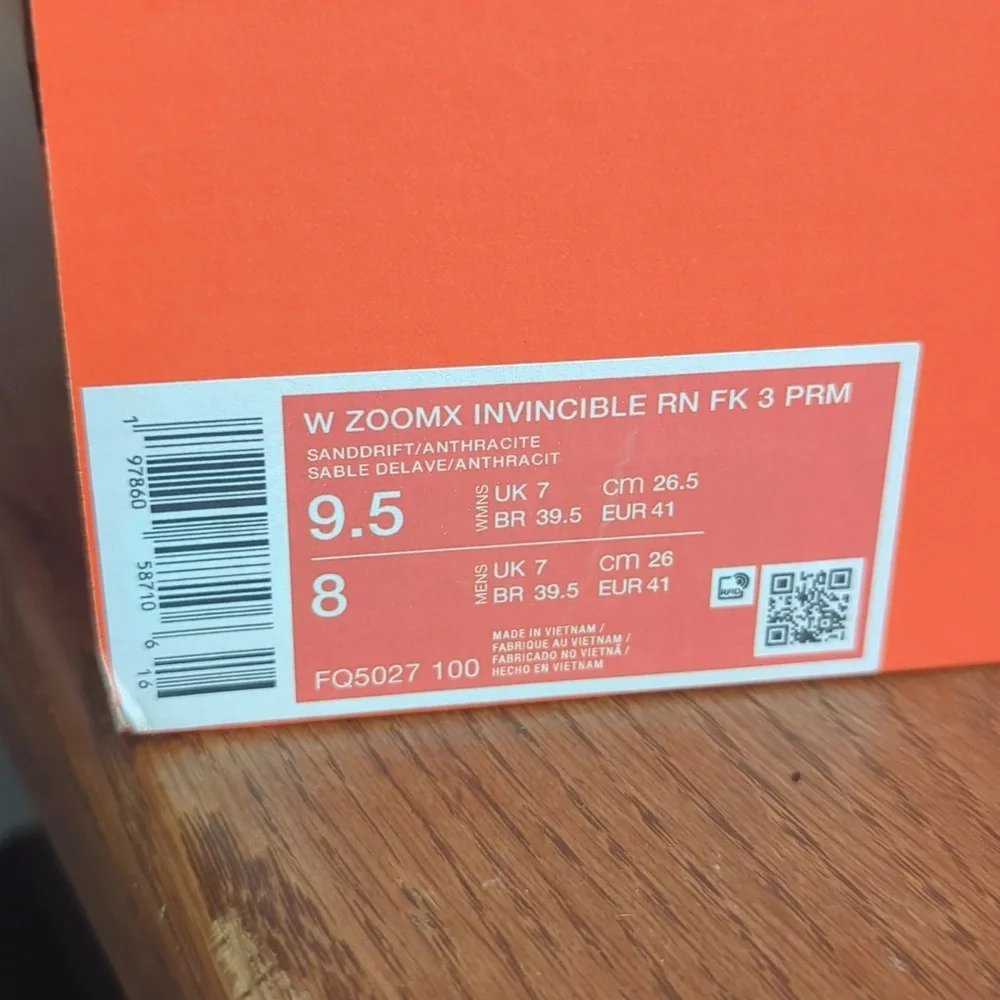 W ZOOMX INVINCIBLE RN FK 3 PRM
SANDDRIFT/ANTHRACITE
SABLE DELAVE/ANTHRACIT
9.5
WMNS
UK 7 cm 26.5
BR 39.5 EUR 41
8
MENS
UK 7 cm 26
BR 39.5 EUR 41
RFID
MADE IN VIETNAM /
FABRIQUE AU VIETNAM /
FABRICADO NO VIETNÃ /
HECHO EN VIETNAM
FQ5027 100
1 97860 58710 6 16